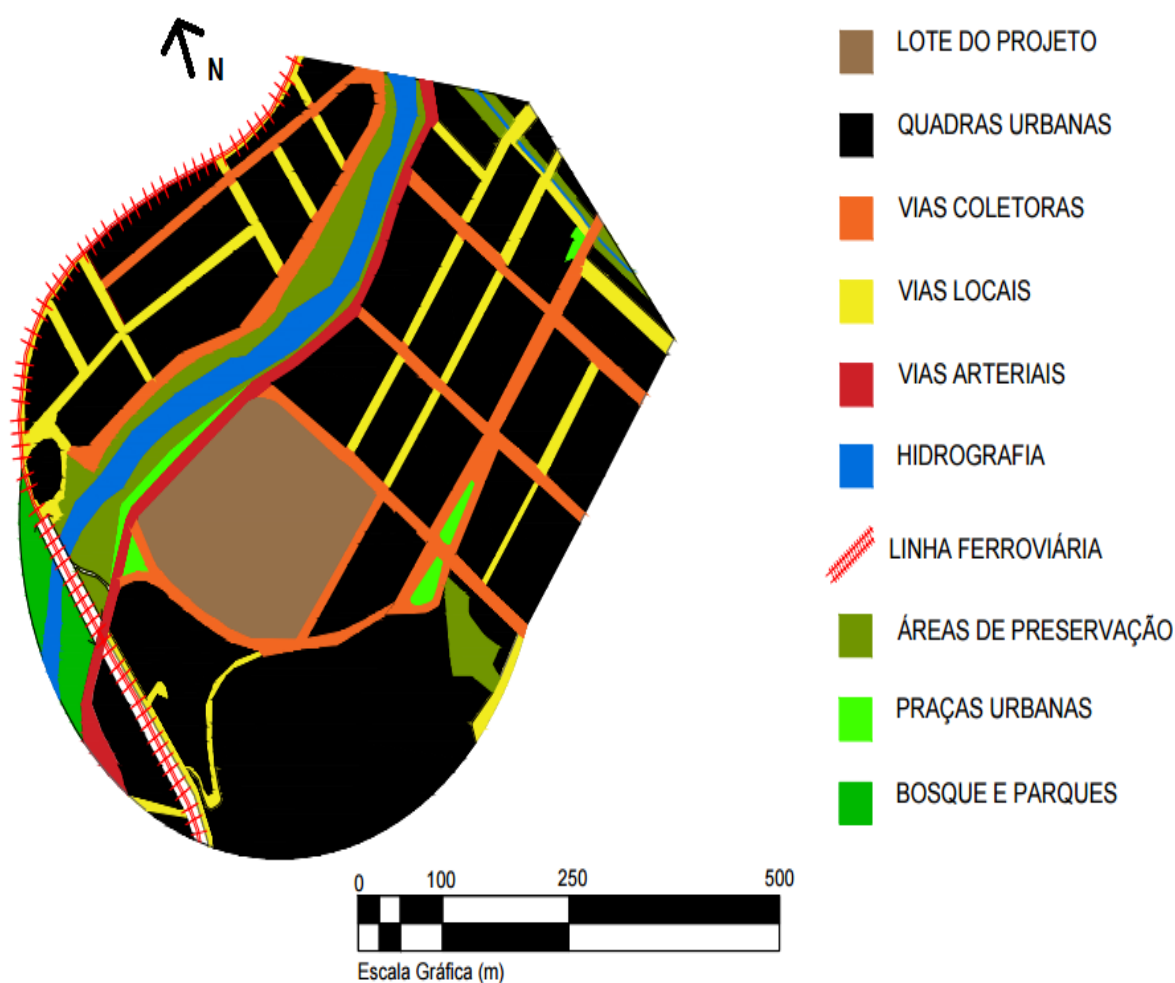 N
LOTE DO PROJETO
QUADRAS URBANAS
VIAS COLETORAS
VIAS LOCAIS
VIAS ARTERIAIS
HIDROGRAFIA
LINHA FERROVIÁRIA
ÁREAS DE PRESERVAÇÃO
PRAÇAS URBANAS
BOSQUE E PARQUES
0 100 250 500
Escala Gráfica (m)